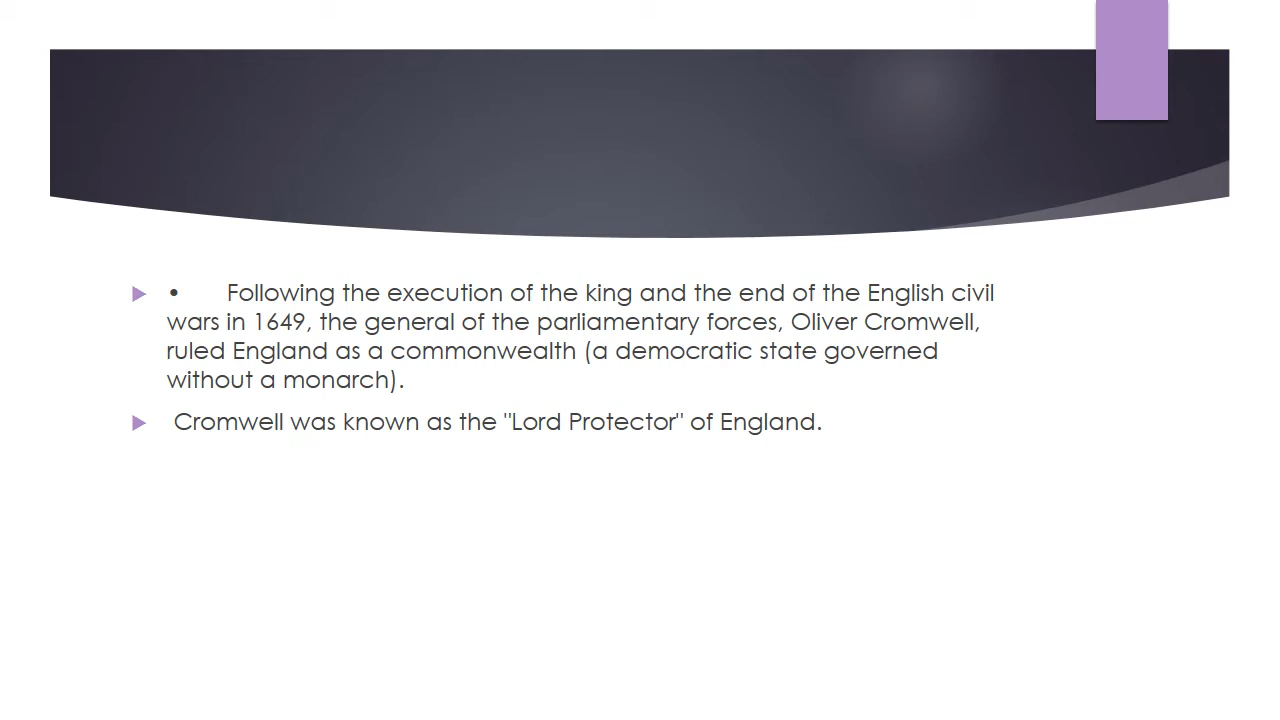 • Following the execution of the king and the end of the English civil
wars in 1649, the general of the parliamentary forces, Oliver Cromwell,
ruled England as a commonwealth (a democratic state governed
without a monarch).
Cromwell was known as the "Lord Protector" of England.